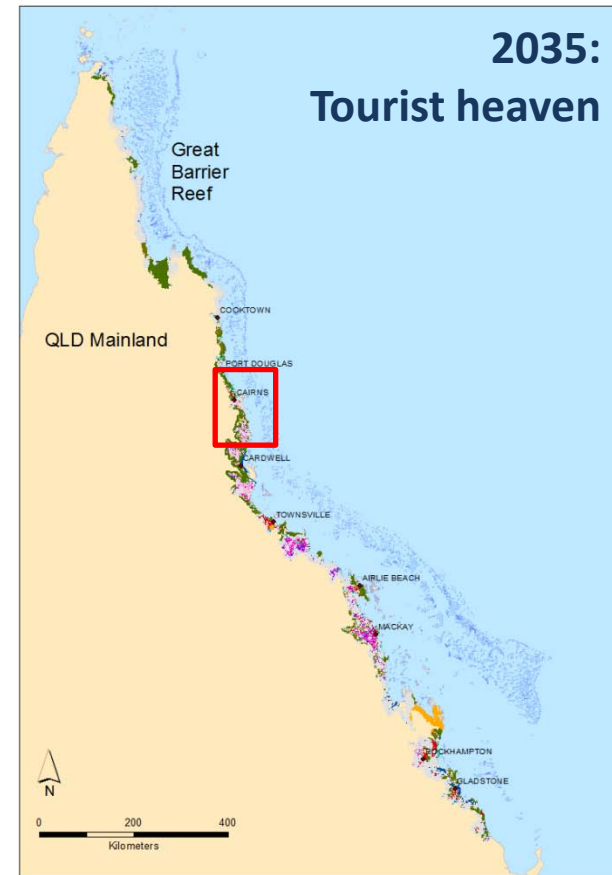 2035:
Tourist heaven
Great
Barrier
Reef
COOKTOWN
QLD Mainland
PORT DOUGLAS
CAIRNS
CARDWELL
TOWNSVILLE
AIRLIE BEACH
MACKAY
ROCKHAMPTON
GLADSTONE
N
0 200 400
Kilometers